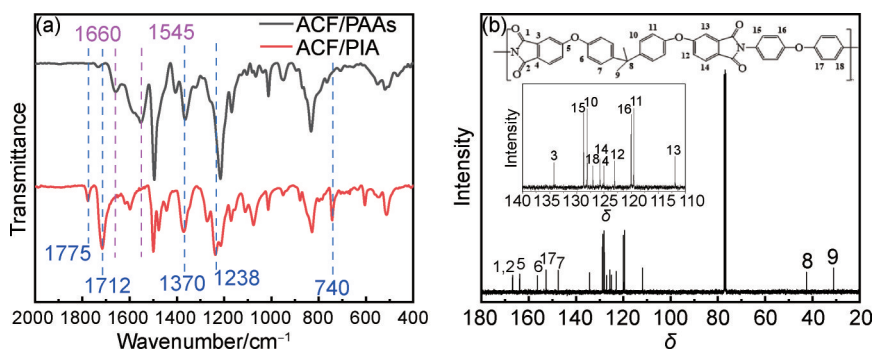 (a)
1660
1545
ACF/PAAs
ACF/PIA
Transmittance
1775
1712
1370
1238
740
2000 1800 1600 1400 1200 1000 800 600 400
Wavenumber/cm⁻¹
(b)
O O
1 3 O 10 11 O 13 15 O 16
N 5 N
2 4 6 7 8 9 12 14 17 18
O O
Intensity
15 10
16 11
3
18
14
4
12
13
140 135 130 125 120 115 110
δ
Intensity
1,2 5 6 17 7
8 9
180 160 140 120 100 80 60 40 20
δ